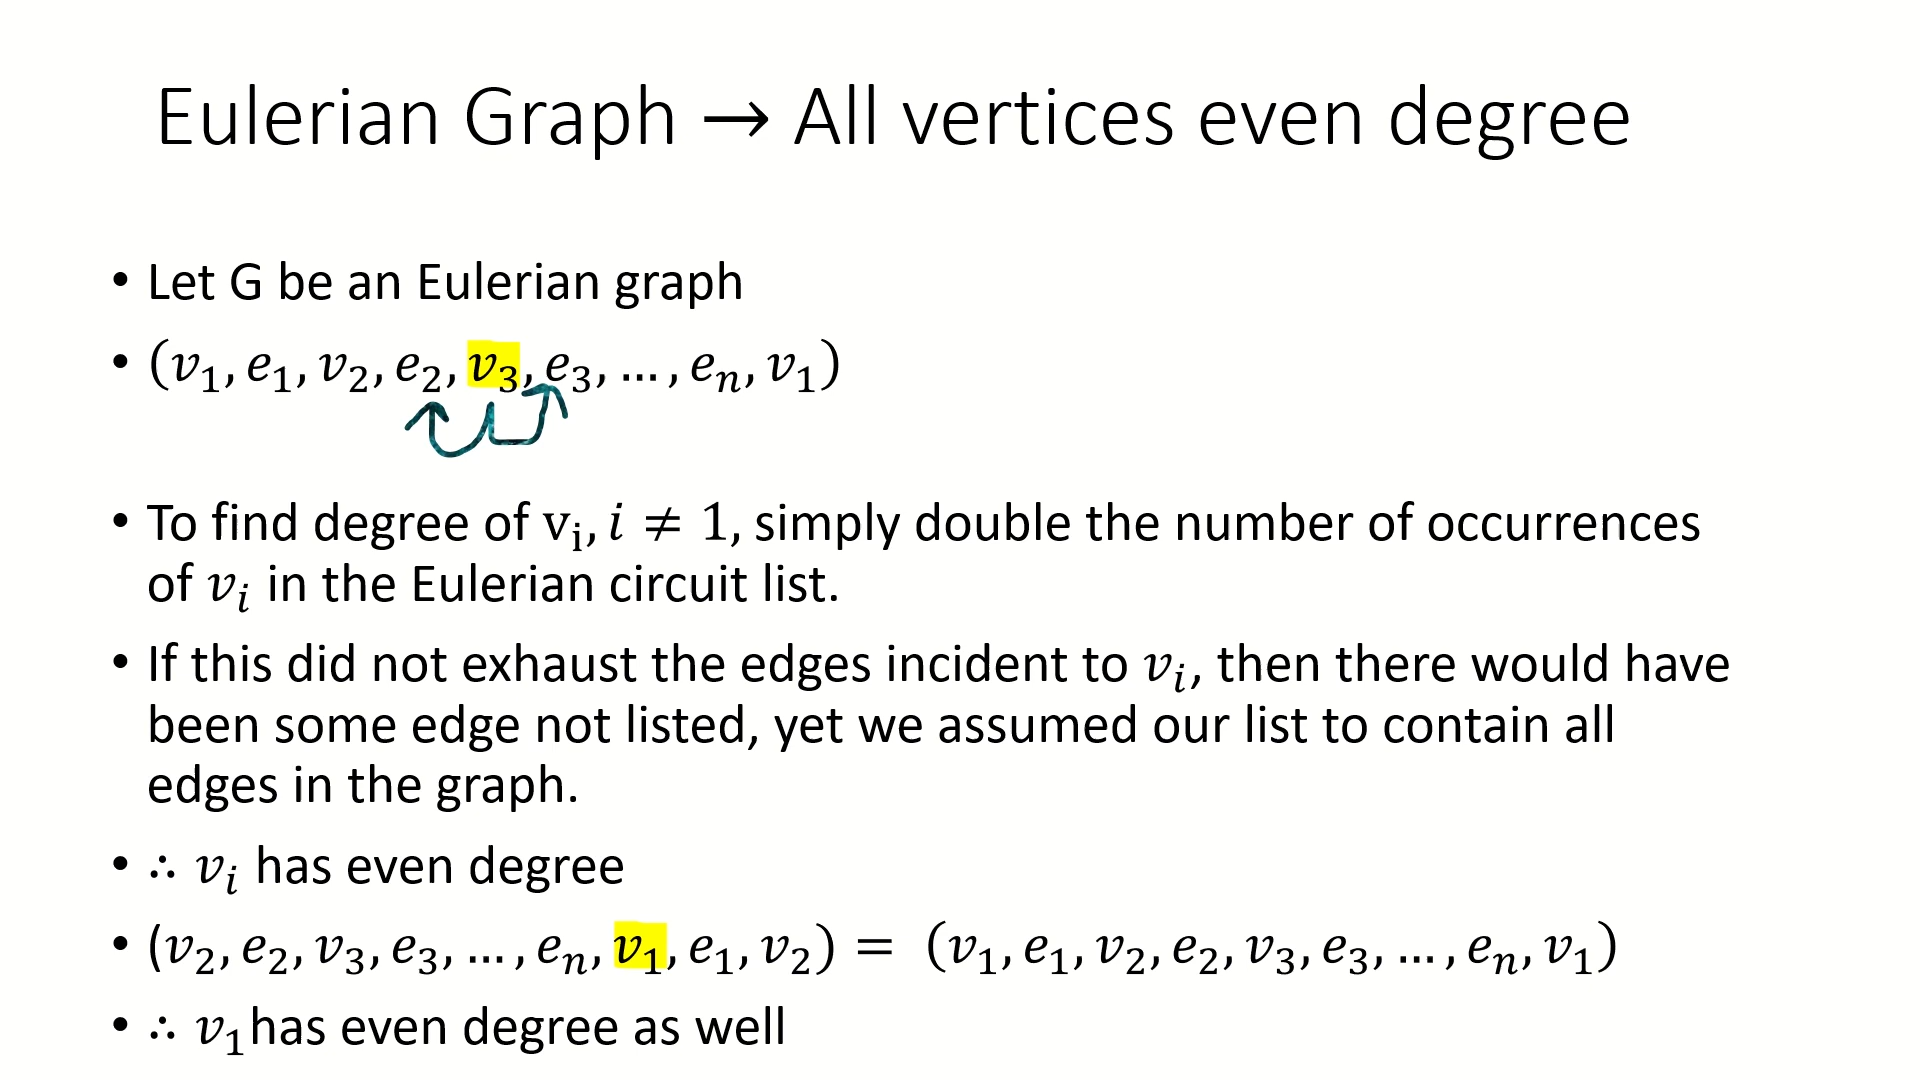 Eulerian Graph → All vertices even degree
• Let G be an Eulerian graph
• (𝑣₁, 𝑒₁, 𝑣₂, 𝑒₂, 𝑣₃, 𝑒₃, … , 𝑒ₙ, 𝑣₁)
• To find degree of vᵢ, 𝑖 ≠ 1, simply double the number of occurrences
of 𝑣ᵢ in the Eulerian circuit list.
• If this did not exhaust the edges incident to 𝑣ᵢ, then there would have
been some edge not listed, yet we assumed our list to contain all
edges in the graph.
• ∴ 𝑣ᵢ has even degree
• (𝑣₂, 𝑒₂, 𝑣₃, 𝑒₃, … , 𝑒ₙ, 𝑣₁, 𝑒₁, 𝑣₂) = (𝑣₁, 𝑒₁, 𝑣₂, 𝑒₂, 𝑣₃, 𝑒₃, … , 𝑒ₙ, 𝑣₁)
• ∴ 𝑣₁has even degree as well